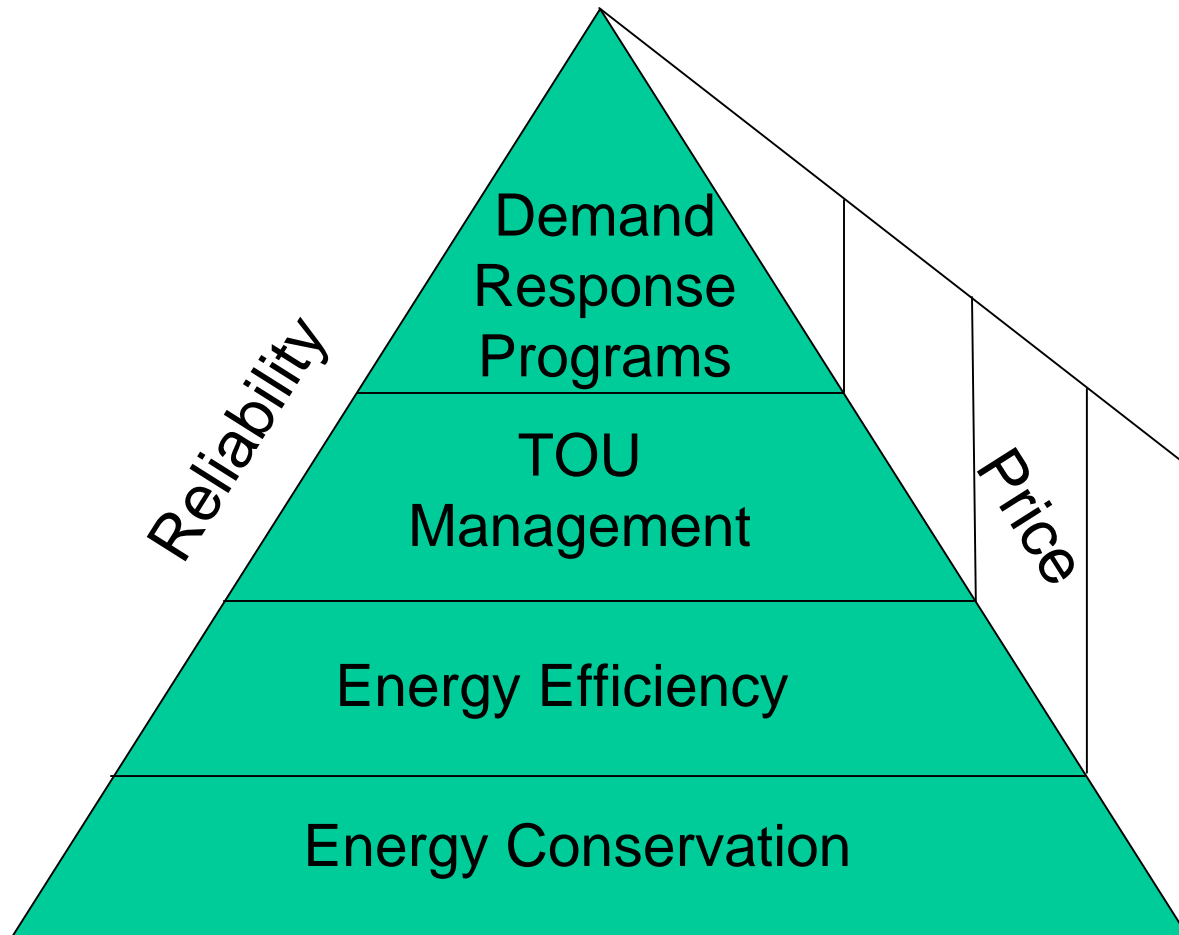 Demand
Response
Programs
Reliability
TOU
Management
Price
Energy Efficiency
Energy Conservation